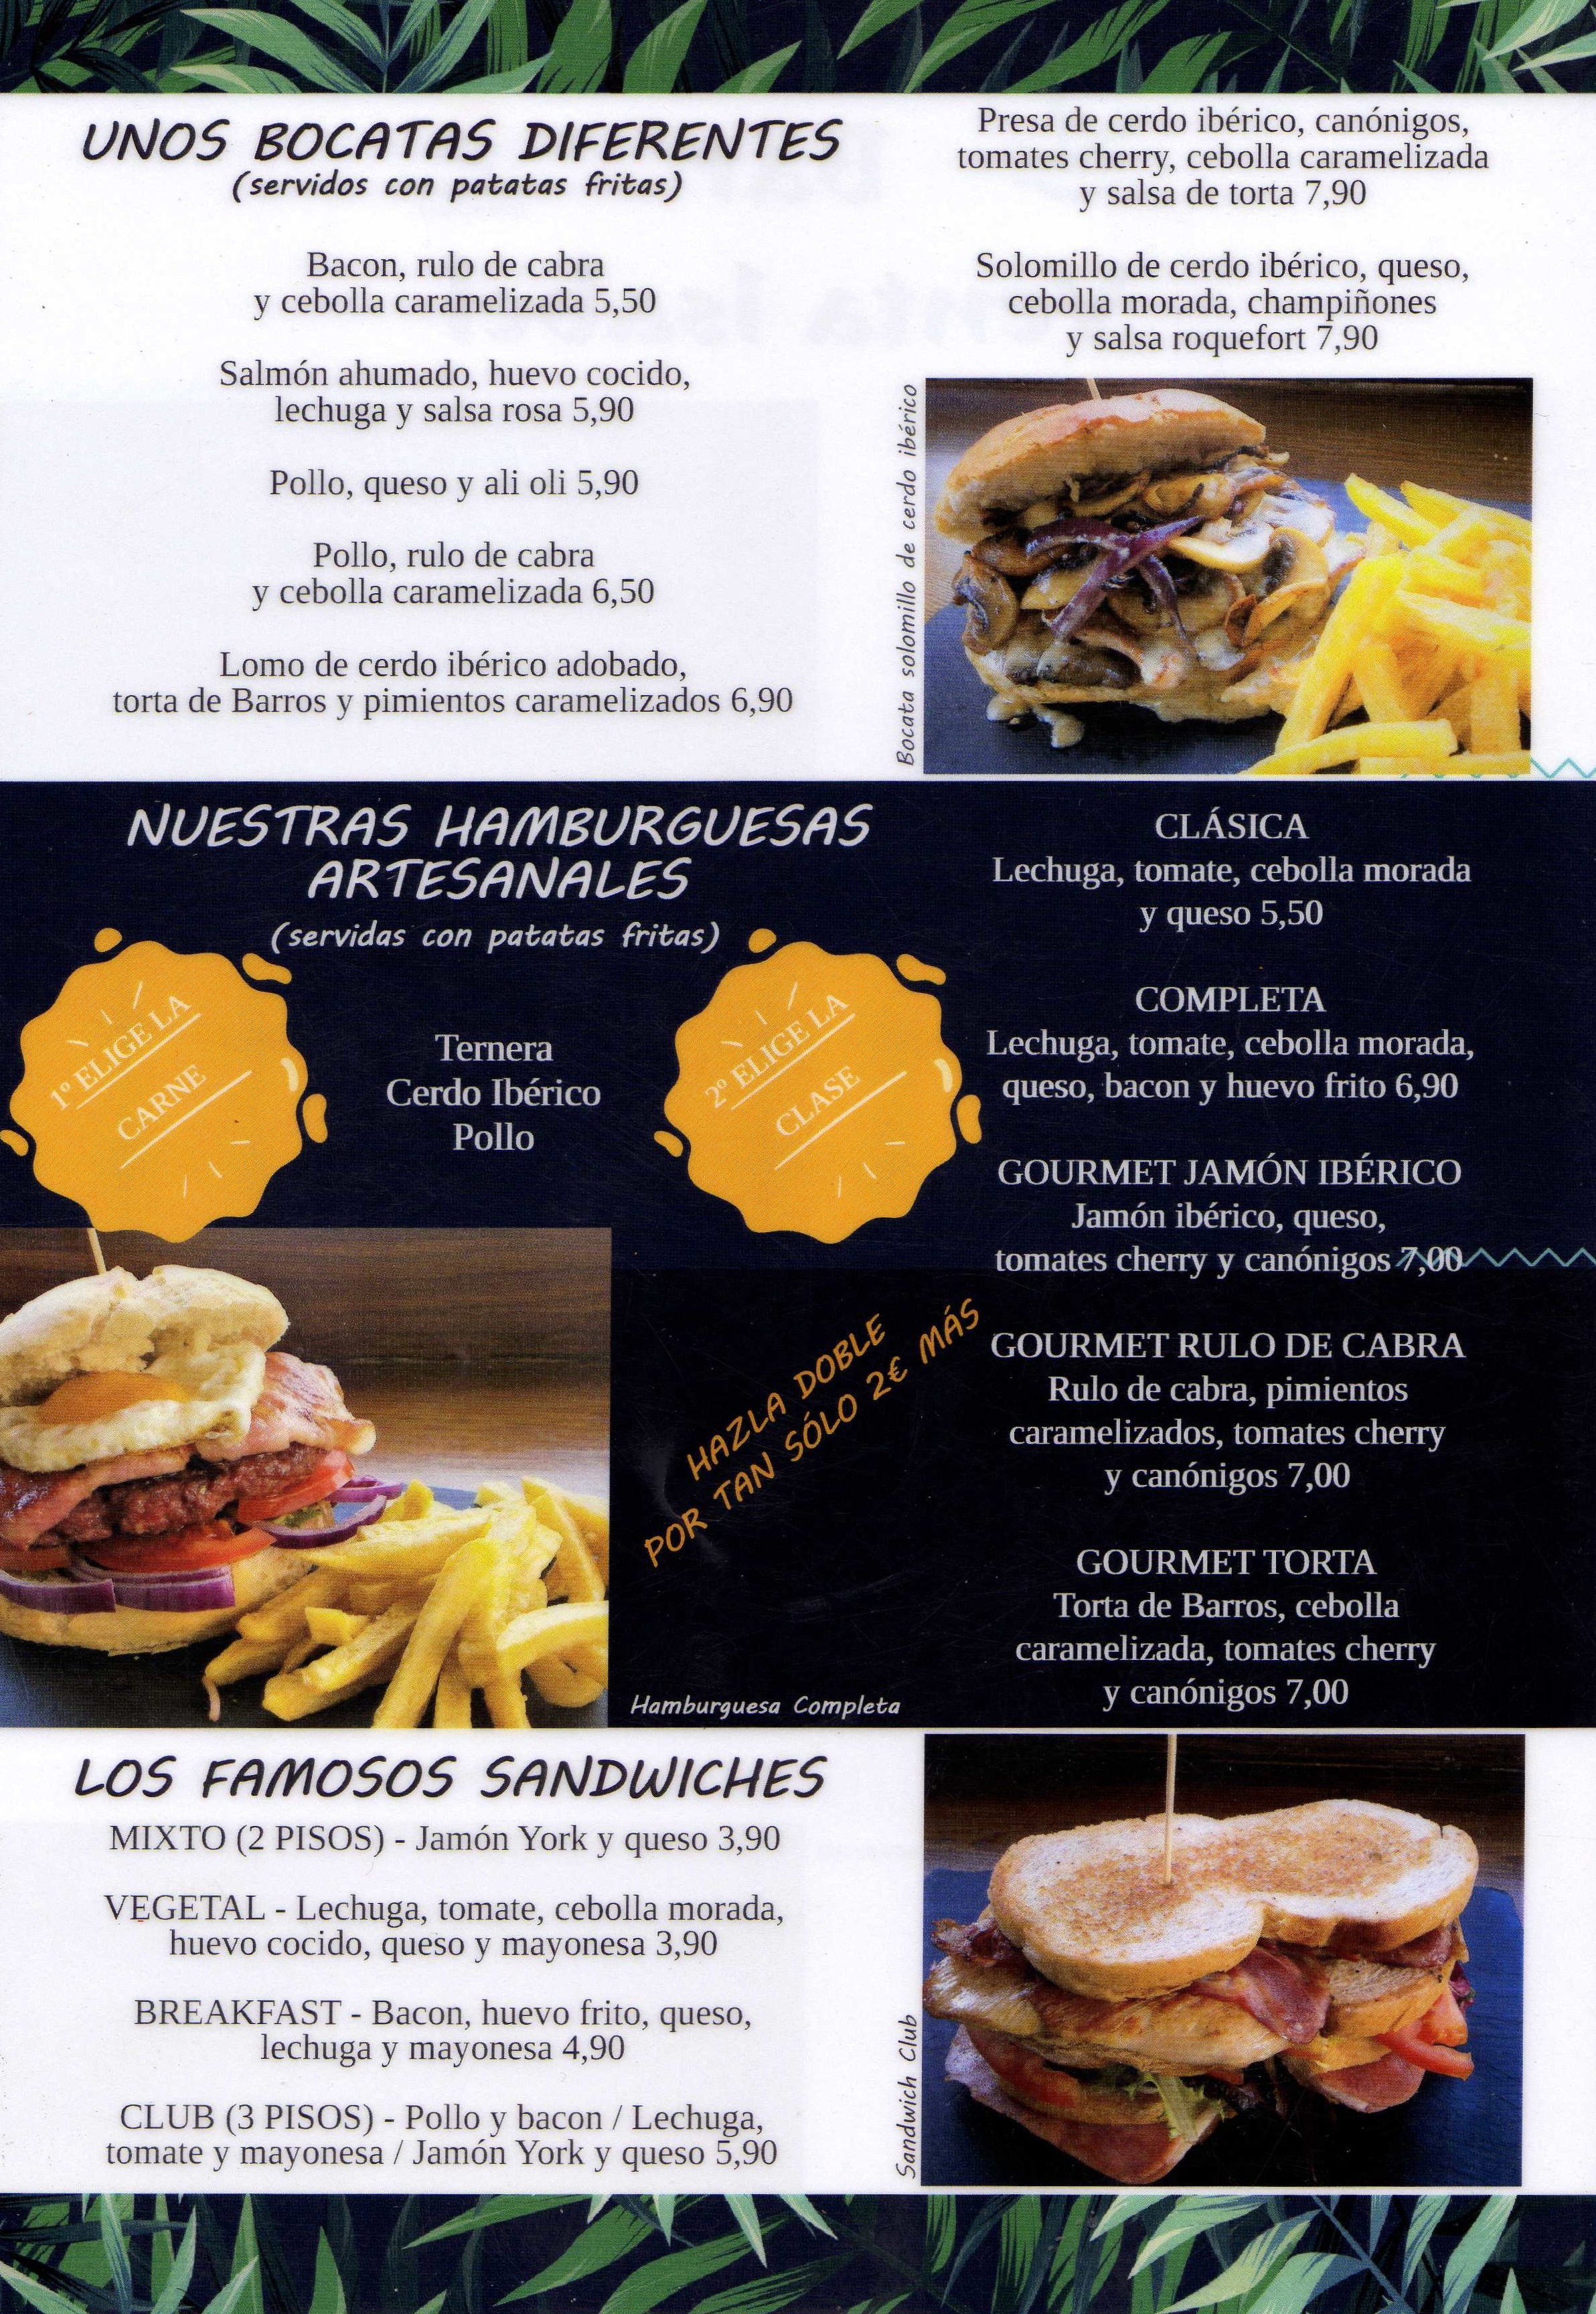 UNOS BOCATAS DIFERENTES
(servidos con patatas fritas)
Bacon, rulo de cabra
y cebolla caramelizada 5,50
Salmón ahumado, huevo cocido,
lechuga y salsa rosa 5,90
Pollo, queso y ali oli 5,90
Pollo, rulo de cabra
y cebolla caramelizada 6,50
Lomo de cerdo ibérico adobado,
torta de Barros y pimientos caramelizados 6,90
Presa de cerdo ibérico, canónigos,
tomates cherry, cebolla caramelizada
y salsa de torta 7,90
Solomillo de cerdo ibérico, queso,
cebolla morada, champiñones
y salsa roquefort 7,90
Bocata solomillo de cerdo ibérico
NUESTRAS HAMBURGUESAS
ARTESANALES
(servidas con patatas fritas)
1º ELIGE LA
CARNE
Ternera
Cerdo Ibérico
Pollo
2º ELIGE LA
CLASE
CLÁSICA
Lechuga, tomate, cebolla morada
y queso 5,50
COMPLETA
Lechuga, tomate, cebolla morada,
queso, bacon y huevo frito 6,90
GOURMET JAMÓN IBÉRICO
Jamón ibérico, queso,
tomates cherry y canónigos 7,00
GOURMET RULO DE CABRA
Rulo de cabra, pimientos
caramelizados, tomates cherry
y canónigos 7,00
GOURMET TORTA
Torta de Barros, cebolla
caramelizada, tomates cherry
y canónigos 7,00
HAZLA DOBLE
POR TAN SÓLO 2€ MÁS
Hamburguesa Completa
LOS FAMOSOS SANDWICHES
MIXTO (2 PISOS) - Jamón York y queso 3,90
VEGETAL - Lechuga, tomate, cebolla morada,
huevo cocido, queso y mayonesa 3,90
BREAKFAST - Bacon, huevo frito, queso,
lechuga y mayonesa 4,90
CLUB (3 PISOS) - Pollo y bacon / Lechuga,
tomate y mayonesa / Jamón York y queso 5,90
Sandwich Club